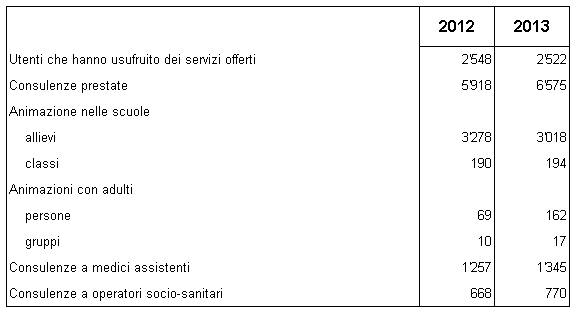 2012 2013
Utenti che hanno usufruito dei servizi offerti 2'548 2'522
Consulenze prestate 5'918 6'575
Animazione nelle scuole
allievi 3'278 3'018
classi 190 194
Animazioni con adulti
persone 69 162
gruppi 10 17
Consulenze a medici assistenti 1'257 1'345
Consulenze a operatori socio-sanitari 668 770